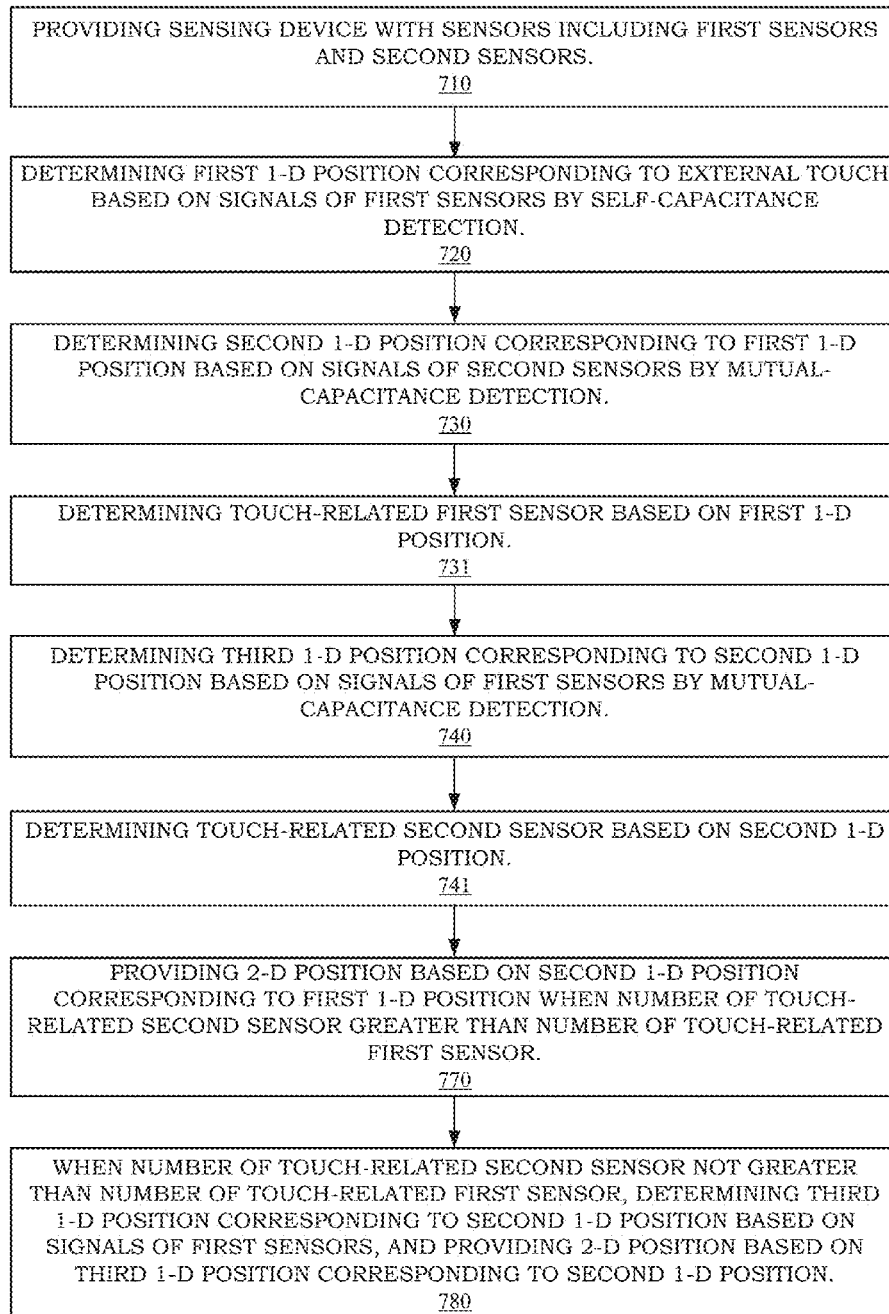 PROVIDING SENSING DEVICE WITH SENSORS INCLUDING FIRST SENSORS
AND SECOND SENSORS.
710
DETERMINING FIRST 1-D POSITION CORRESPONDING TO EXTERNAL TOUCH
BASED ON SIGNALS OF FIRST SENSORS BY SELF-CAPACITANCE
DETECTION.
720
DETERMINING SECOND 1-D POSITION CORRESPONDING TO FIRST 1-D
POSITION BASED ON SIGNALS OF SECOND SENSORS BY MUTUAL-
CAPACITANCE DETECTION.
730
DETERMINING TOUCH-RELATED FIRST SENSOR BASED ON FIRST 1-D
POSITION.
731
DETERMINING THIRD 1-D POSITION CORRESPONDING TO SECOND 1-D
POSITION BASED ON SIGNALS OF FIRST SENSORS BY MUTUAL-
CAPACITANCE DETECTION.
740
DETERMINING TOUCH-RELATED SECOND SENSOR BASED ON SECOND 1-D
POSITION.
741
PROVIDING 2-D POSITION BASED ON SECOND 1-D POSITION
CORRESPONDING TO FIRST 1-D POSITION WHEN NUMBER OF TOUCH-
RELATED SECOND SENSOR GREATER THAN NUMBER OF TOUCH-RELATED
FIRST SENSOR.
770
WHEN NUMBER OF TOUCH-RELATED SECOND SENSOR NOT GREATER
THAN NUMBER OF TOUCH-RELATED FIRST SENSOR, DETERMINING THIRD
1-D POSITION CORRESPONDING TO SECOND 1-D POSITION BASED ON
SIGNALS OF FIRST SENSORS, AND PROVIDING 2-D POSITION BASED ON
THIRD 1-D POSITION CORRESPONDING TO SECOND 1-D POSITION.
780